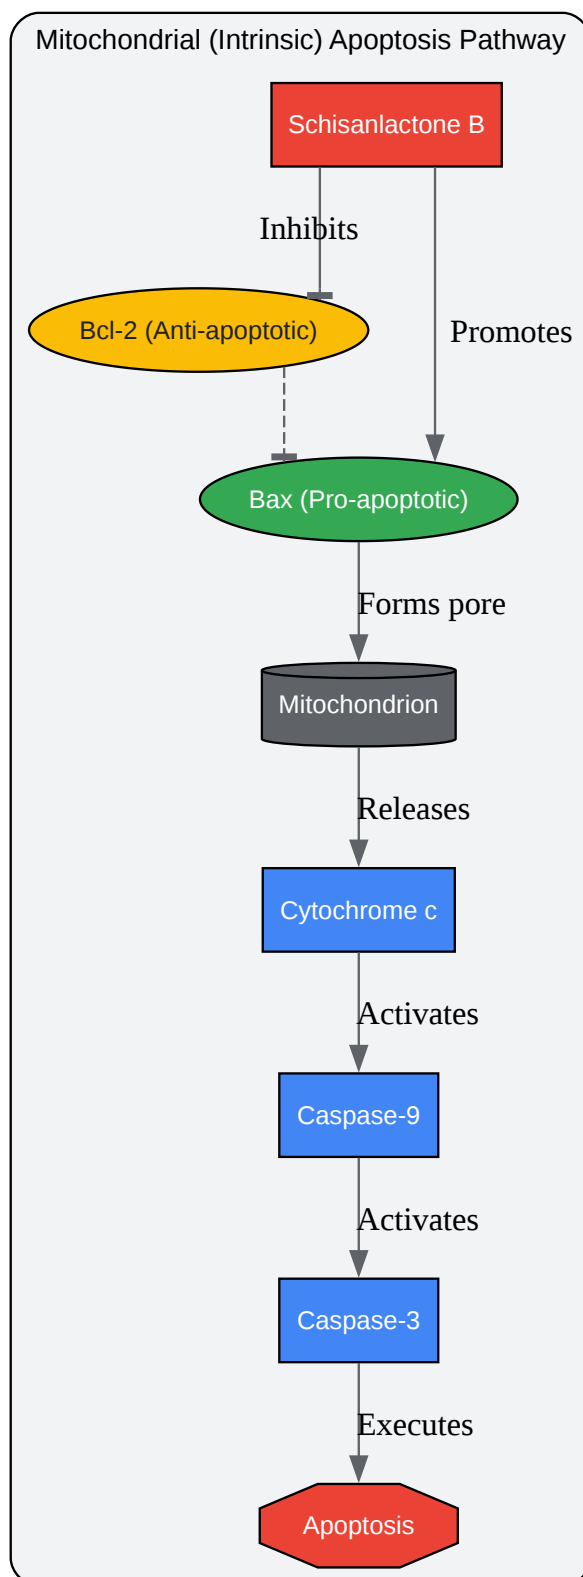 Mitochondrial (Intrinsic) Apoptosis Pathway
Schisanlactone B
Inhibits
Bcl-2 (Anti-apoptotic)
Promotes
Bax (Pro-apoptotic)
Forms pore
Mitochondrion
Releases
Cytochrome c
Activates
Caspase-9
Activates
Caspase-3
Executes
Apoptosis